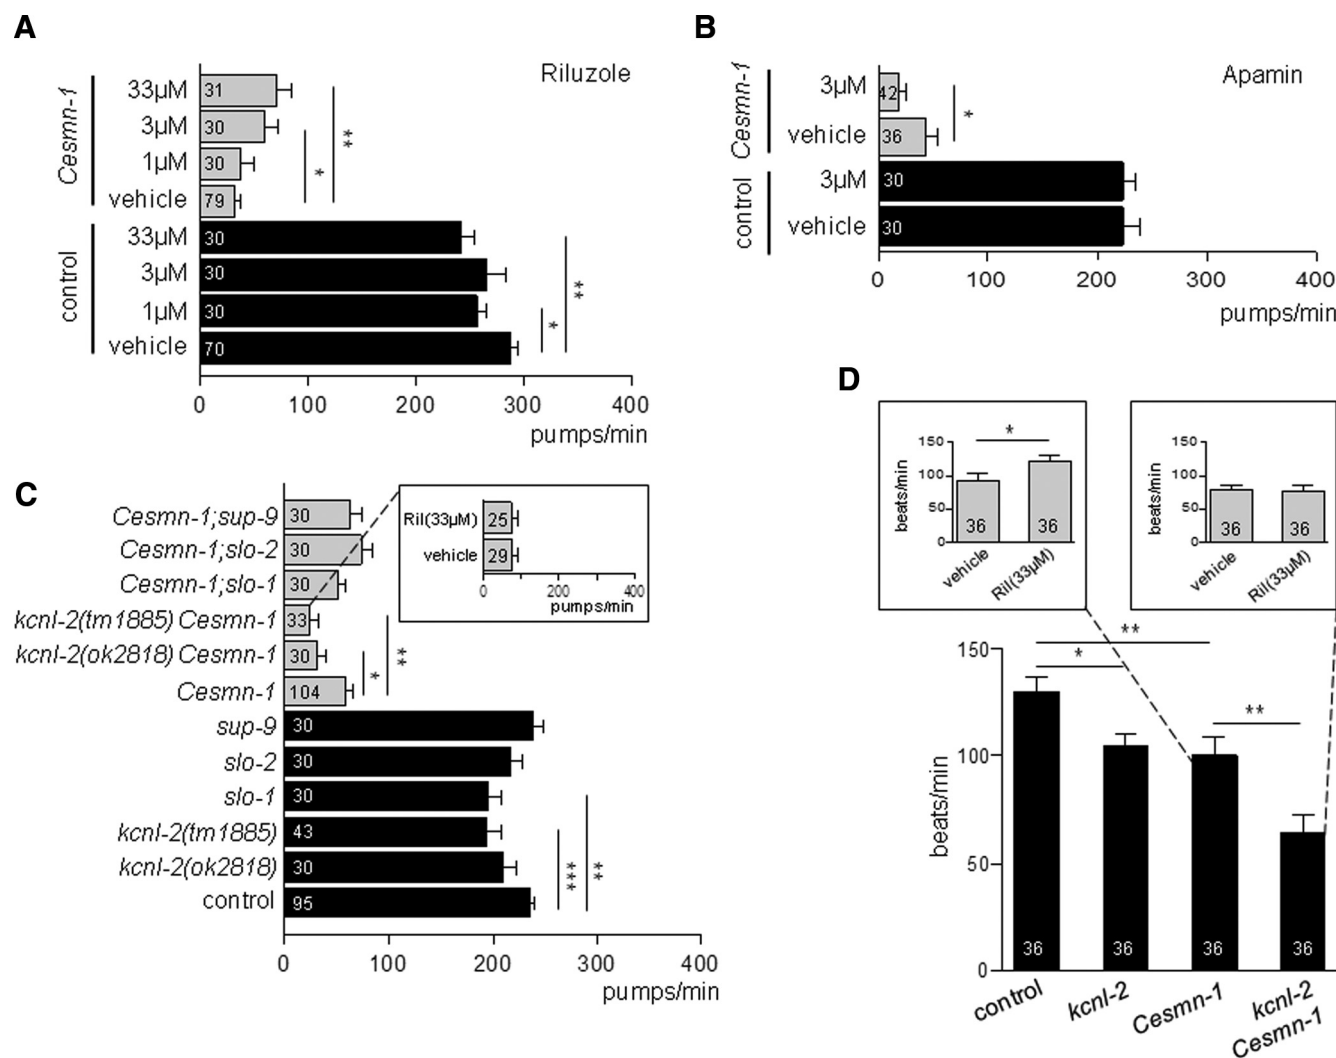 A
Riluzole
Cesmn-1
33µM 31
3µM 30
1µM 30
vehicle 79
**
*
control
33µM 30
3µM 30
1µM 30
vehicle 70
**
*
0 100 200 300 400
pumps/min
B
Apamin
Cesmn-1
3µM 42
vehicle 36
*
control
3µM 30
vehicle 30
0 100 200 300 400
pumps/min
C
Cesmn-1;sup-9 30
Cesmn-1;slo-2 30
Cesmn-1;slo-1 30
kcnl-2(tm1885) Cesmn-1 33
kcnl-2(ok2818) Cesmn-1 30
Cesmn-1 104
*
**
sup-9 30
slo-2 30
slo-1 30
kcnl-2(tm1885) 43
kcnl-2(ok2818) 30
control 95
***
**
0 100 200 300 400
pumps/min
Ril(33µM) 25
vehicle 29
0 200 400
pumps/min
D
beats/min
150
100
50
0
*
36 36
vehicle Ril(33µM)
beats/min
150
100
50
0
36 36
vehicle Ril(33µM)
beats/min
150
100
50
0
**
*
**
36 36 36 36
control kcnl-2 Cesmn-1 kcnl-2
Cesmn-1